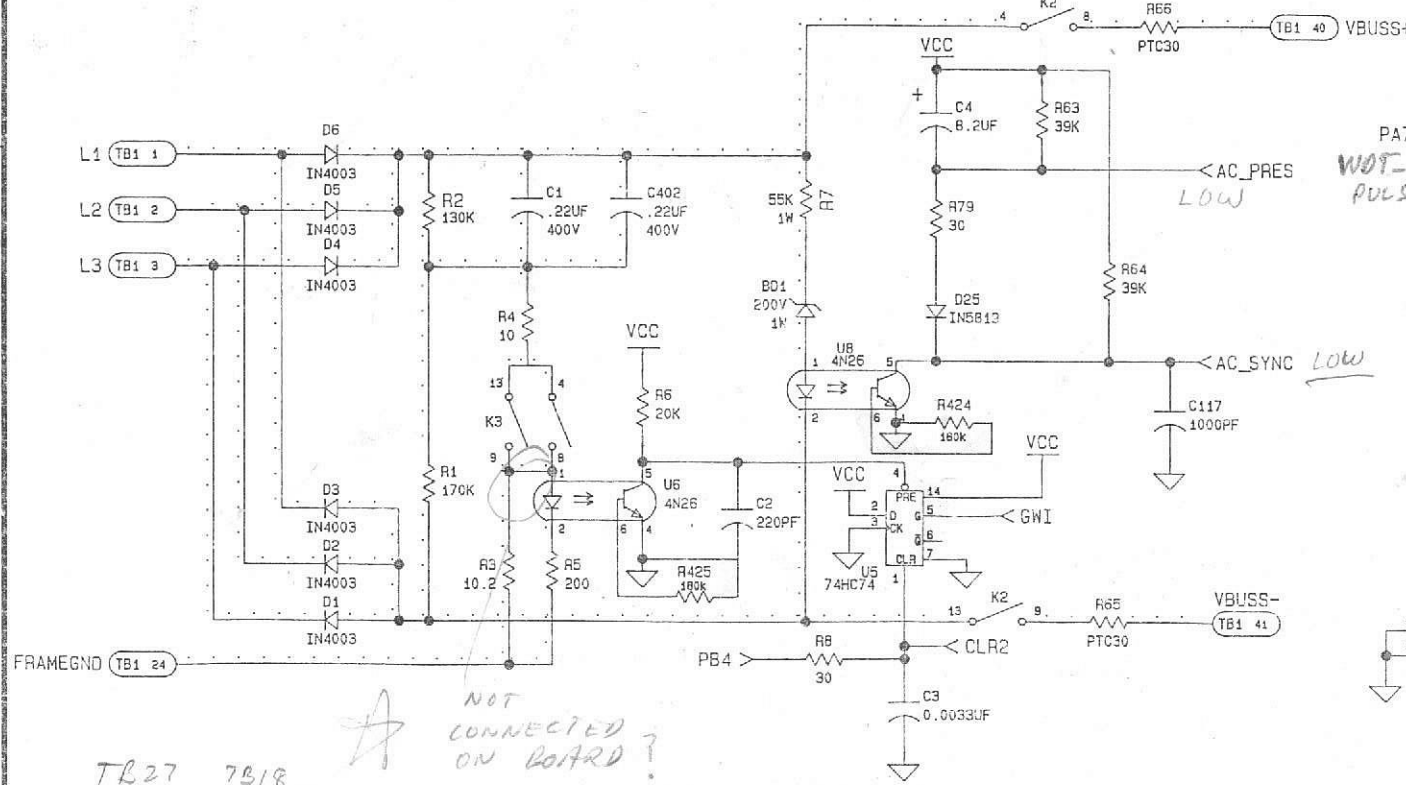 K2
4
8
R66
PTC30
TB1 40
VBUSS+
VCC
+
C4
8.2UF
R63
39K
PA7
WDT-
PULS
AC_PRES
LOW
L1
TB1 1
D6
IN4003
L2
TB1 2
D5
IN4003
L3
TB1 3
D4
IN4003
R2
130K
C1
.22UF
400V
C402
.22UF
400V
55K
1W
R7
R79
30
R64
39K
BD1
200V
1W
D25
IN5813
R4
10
VCC
13
4
K3
9
8
R6
20K
U8
4N26
1
5
2
6
4
R424
180k
AC_SYNC
LOW
C117
1000PF
R1
170K
1
5
U6
4N26
2
6
4
C2
220PF
VCC
VCC
4
PRE
14
2
D
Q
5
GWI
3
CK
Q
6
CLR
7
U5
74HC74
1
D3
IN4003
D2
IN4003
D1
IN4003
R3
10.2
R5
200
R425
180k
13
K2
9
R65
PTC30
VBUSS-
TB1 41
FRAMEGND
TB1 24
PB4
R8
30
CLR2
C3
0.0033UF
NOT
CONNECTED
ON BOARD ?
TB27